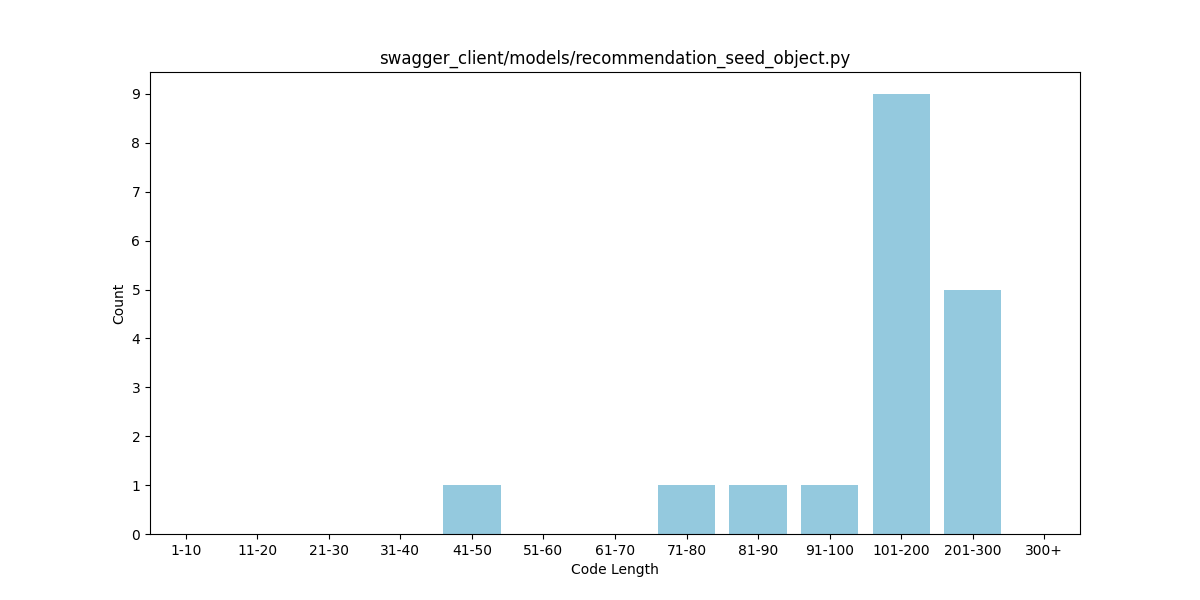 swagger_client/models/recommendation_seed_object.py
9
8
7
6
5
4
3
2
1
0
Count
1-10 11-20 21-30 31-40 41-50 51-60 61-70 71-80 81-90 91-100 101-200 201-300 300+
Code Length